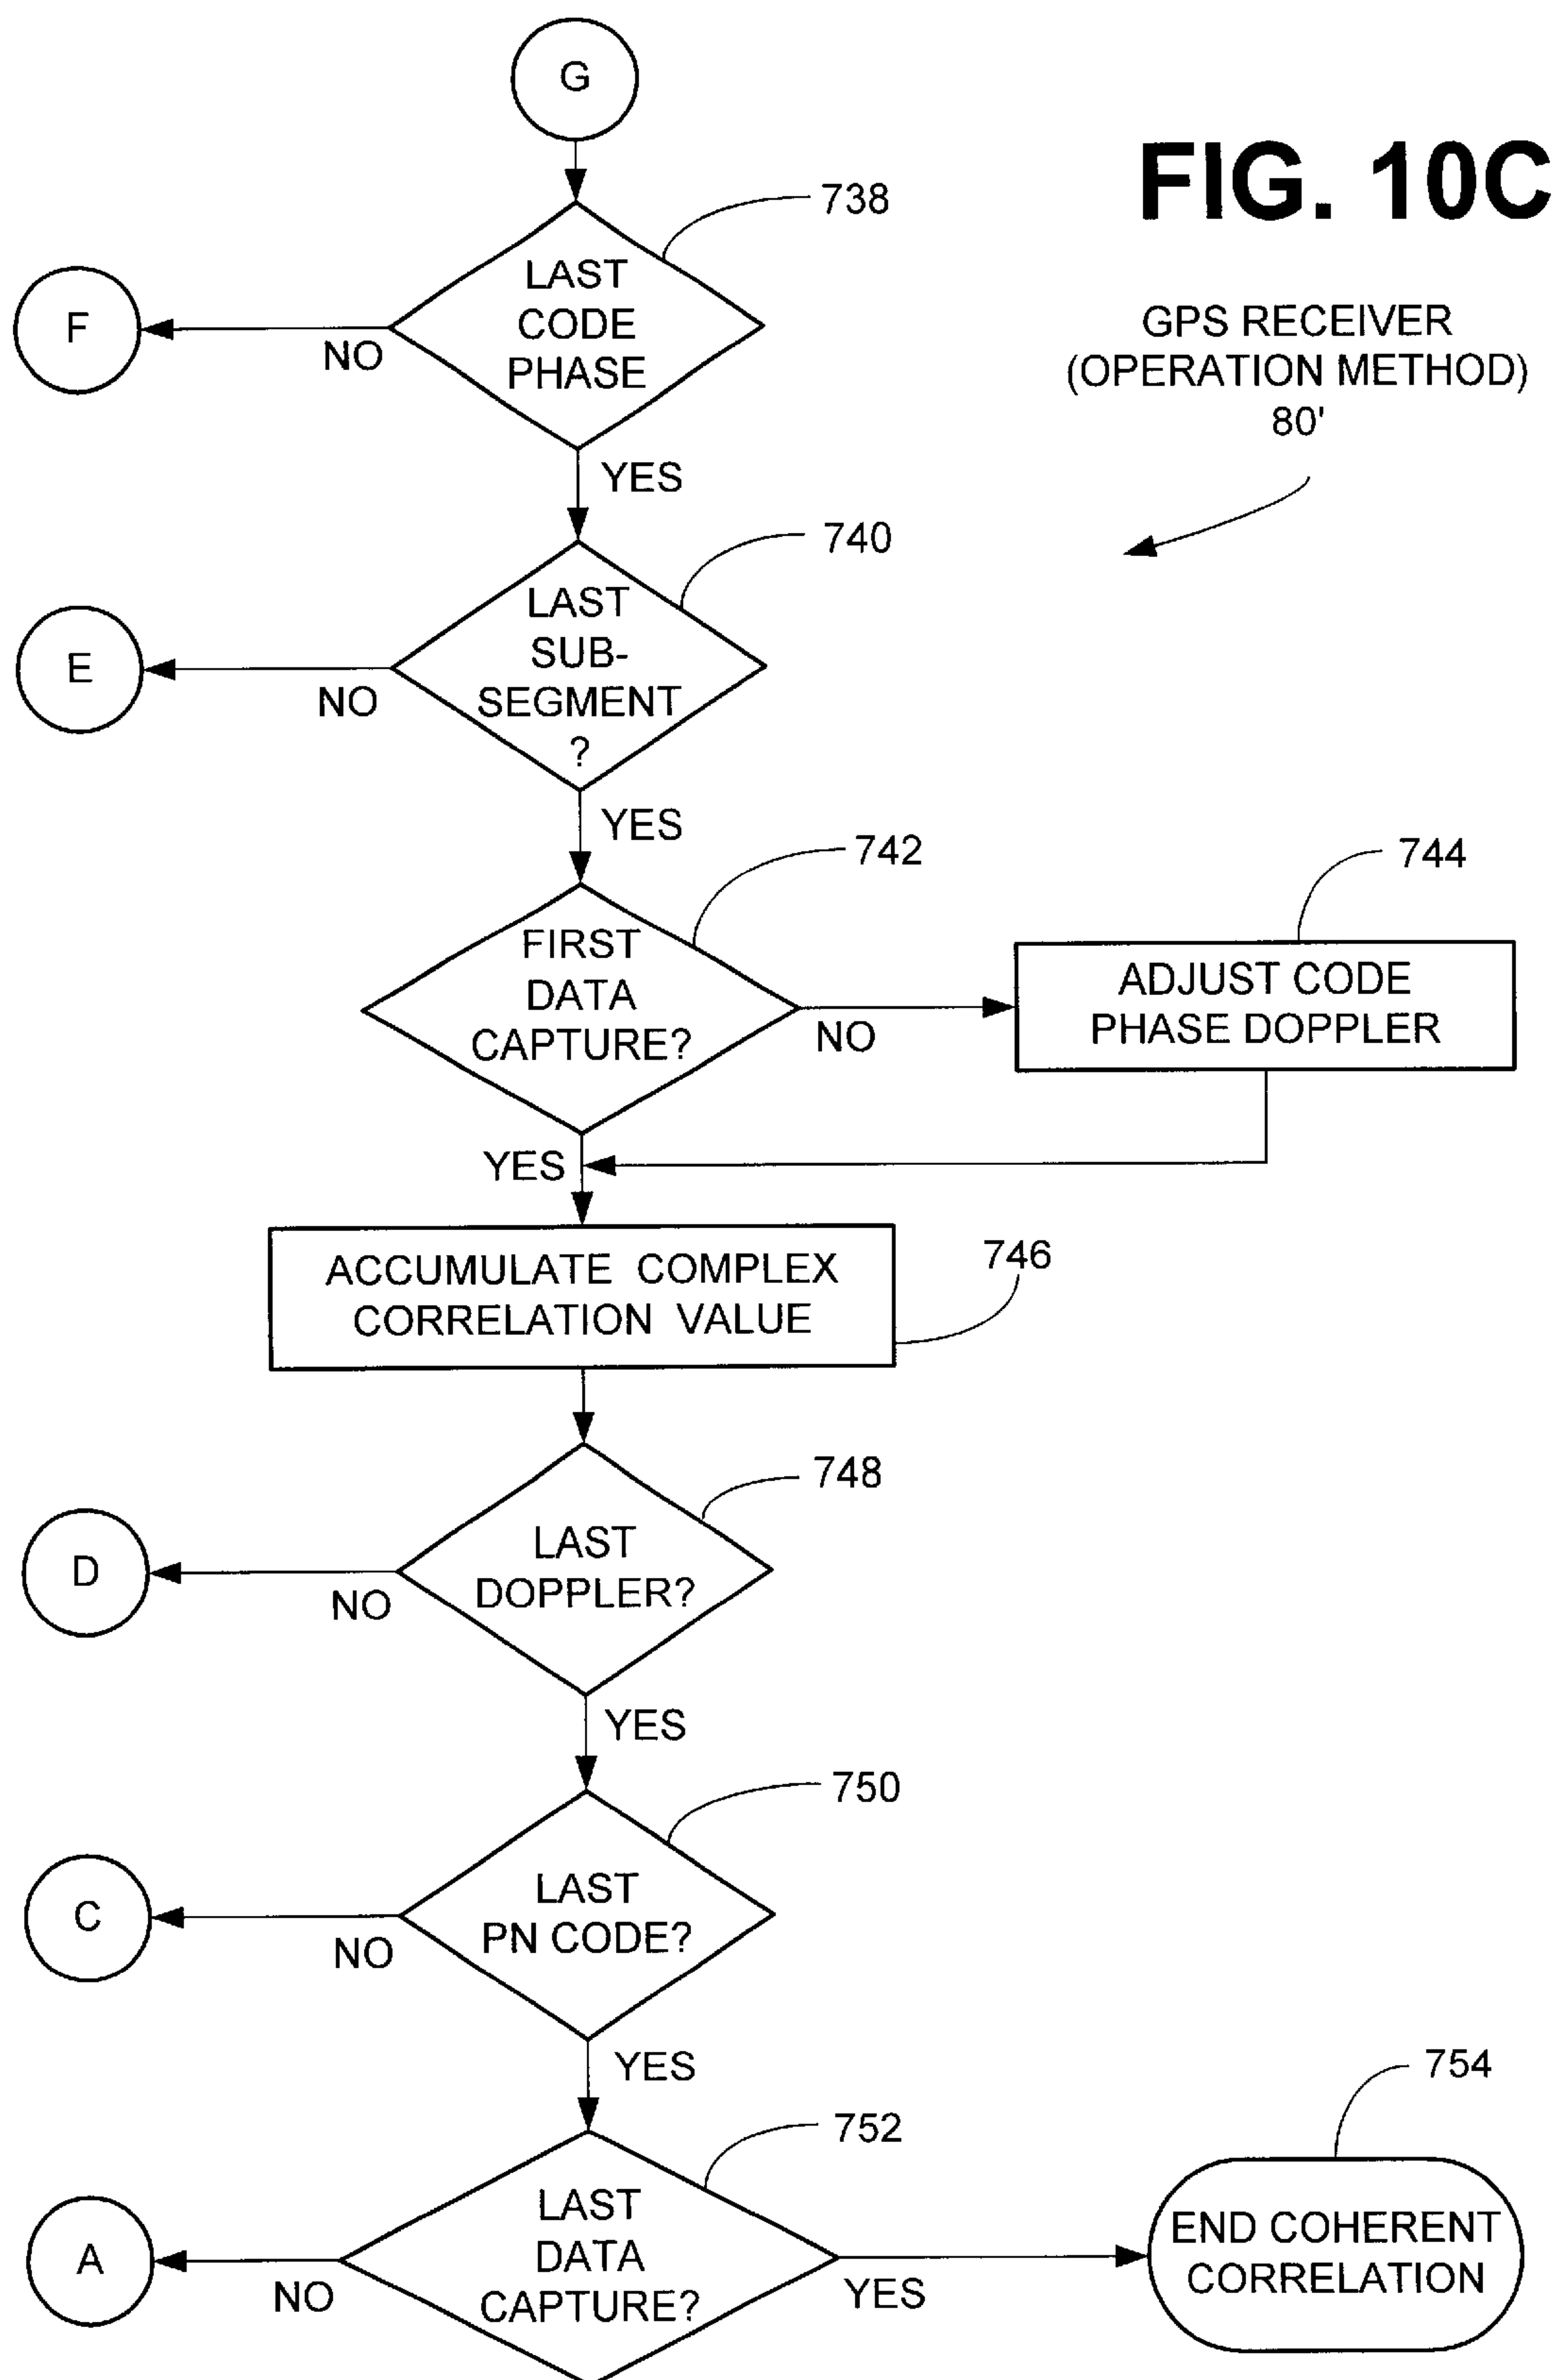 G
FIG. 10C
738
LAST
CODE
PHASE
F
NO
GPS RECEIVER
(OPERATION METHOD)
80'
YES
740
LAST
SUB-
SEGMENT
?
E
NO
YES
742
744
FIRST
DATA
CAPTURE?
NO
ADJUST CODE
PHASE DOPPLER
YES
ACCUMULATE COMPLEX
CORRELATION VALUE
746
748
LAST
DOPPLER?
D
NO
YES
750
LAST
PN CODE?
C
NO
YES
752
754
LAST
DATA
CAPTURE?
A
NO
YES
END COHERENT
CORRELATION